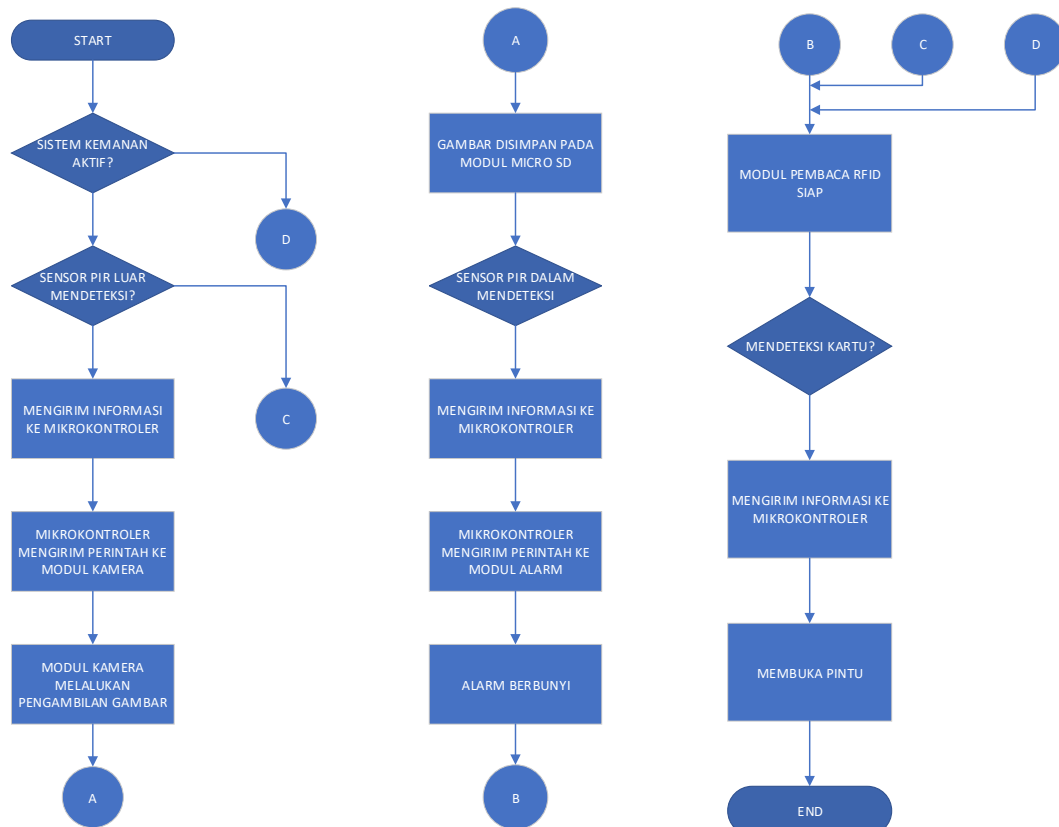 START
SISTEM KEMANAN
AKTIF?
D
SENSOR PIR LUAR
MENDETEKSI?
MENGIRIM INFORMASI
KE MIKROKONTROLER
C
MIKROKONTROLER
MENGIRIM PERINTAH KE
MODUL KAMERA
MODUL KAMERA
MELALUKAN
PENGAMBILAN GAMBAR
A
A
GAMBAR DISIMPAN PADA
MODUL MICRO SD
SENSOR PIR DALAM
MENDETEKSI
MENGIRIM INFORMASI KE
MIKROKONTROLER
MIKROKONTROLER
MENGIRIM PERINTAH KE
MODUL ALARM
ALARM BERBUNYI
B
B
C
D
MODUL PEMBACA RFID
SIAP
MENDETEKSI KARTU?
MENGIRIM INFORMASI KE
MIKROKONTROLER
MEMBUKA PINTU
END